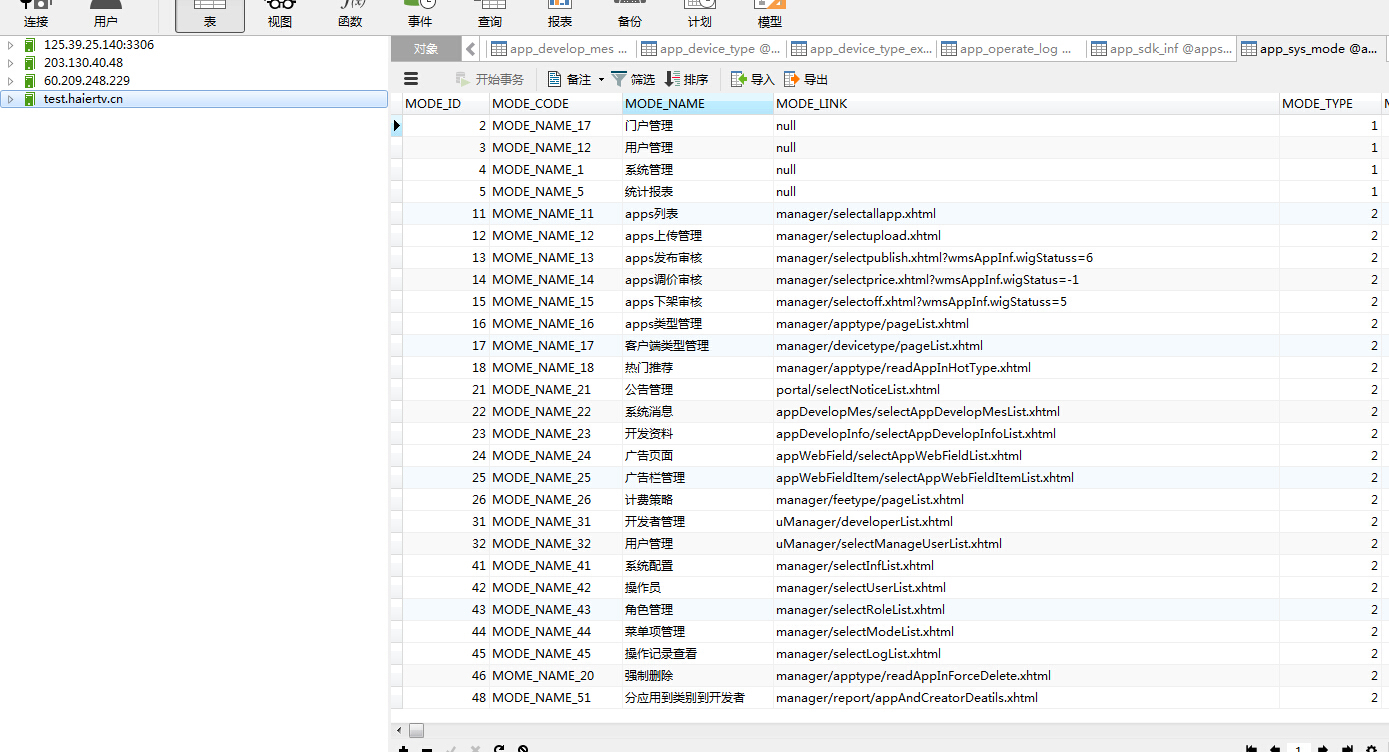 连接 用户 表 视图 函数 事件 查询 报表 备份 计划 模型
125.39.25.140:3306
203.130.40.48
60.209.248.229
test.haiertv.cn
对象 app_develop_mes ... app_device_type @... app_device_type_ex... app_operate_log ... app_sdk_inf @apps... app_sys_mode @a...
开始事务 备注 筛选 排序 导入 导出
MODE_ID MODE_CODE MODE_NAME MODE_LINK MODE_TYPE
2 MODE_NAME_17 门户管理 null 1
3 MODE_NAME_12 用户管理 null 1
4 MODE_NAME_1 系统管理 null 1
5 MODE_NAME_5 统计报表 null 1
11 MOME_NAME_11 apps列表 manager/selectallapp.xhtml 2
12 MOME_NAME_12 apps上传管理 manager/selectupload.xhtml 2
13 MOME_NAME_13 apps发布审核 manager/selectpublish.xhtml?wmsAppInf.wigStatuss=6 2
14 MOME_NAME_14 apps调价审核 manager/selectprice.xhtml?wmsAppInf.wigStatus=-1 2
15 MOME_NAME_15 apps下架审核 manager/selectoff.xhtml?wmsAppInf.wigStatuss=5 2
16 MOME_NAME_16 apps类型管理 manager/apptype/pageList.xhtml 2
17 MOME_NAME_17 客户端类型管理 manager/devicetype/pageList.xhtml 2
18 MOME_NAME_18 热门推荐 manager/apptype/readAppInHotType.xhtml 2
21 MODE_NAME_21 公告管理 portal/selectNoticeList.xhtml 2
22 MODE_NAME_22 系统消息 appDevelopMes/selectAppDevelopMesList.xhtml 2
23 MODE_NAME_23 开发资料 appDevelopInfo/selectAppDevelopInfoList.xhtml 2
24 MODE_NAME_24 广告页面 appWebField/selectAppWebFieldList.xhtml 2
25 MODE_NAME_25 广告栏管理 appWebFieldItem/selectAppWebFieldItemList.xhtml 2
26 MODE_NAME_26 计费策略 manager/feetype/pageList.xhtml 2
31 MODE_NAME_31 开发者管理 uManager/developerList.xhtml 2
32 MODE_NAME_32 用户管理 uManager/selectManageUserList.xhtml 2
41 MODE_NAME_41 系统配置 manager/selectInfList.xhtml 2
42 MODE_NAME_42 操作员 manager/selectUserList.xhtml 2
43 MODE_NAME_43 角色管理 manager/selectRoleList.xhtml 2
44 MODE_NAME_44 菜单项管理 manager/selectModeList.xhtml 2
45 MODE_NAME_45 操作记录查看 manager/selectLogList.xhtml 2
46 MOME_NAME_20 强制删除 manager/apptype/readAppInForceDelete.xhtml 2
48 MODE_NAME_51 分应用到类别到开发者 manager/report/appAndCreatorDeatils.xhtml 2
1